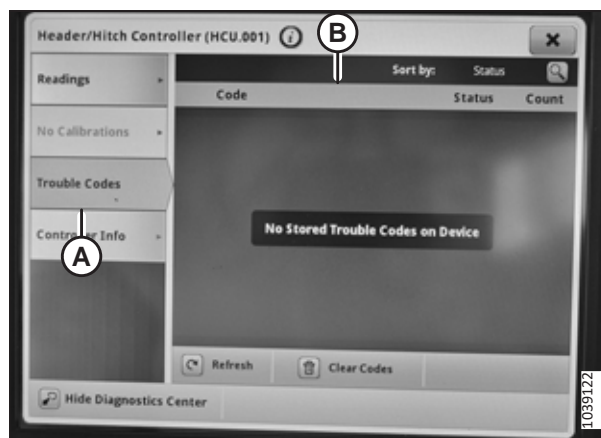 Header/Hitch Controller (HCU.001) i
B
Readings
Sort by: Status
Code Status Count
No Calibrations
Trouble Codes
No Stored Trouble Codes on Device
Controller Info
A
Refresh Clear Codes
Hide Diagnostics Center
1039122